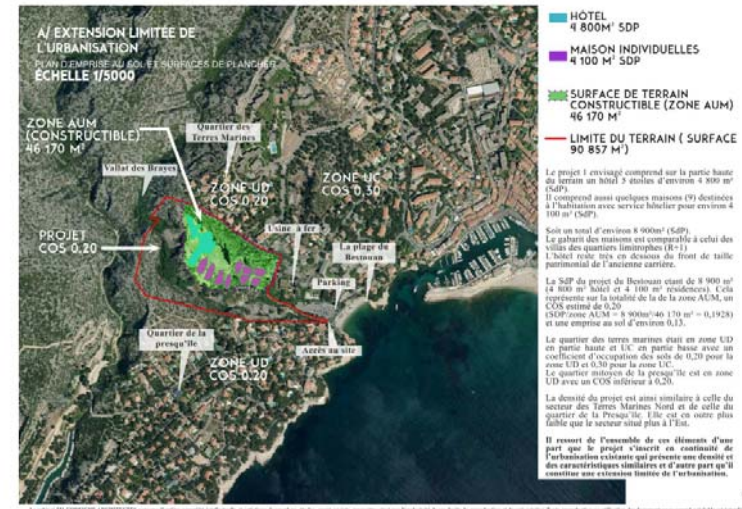 A/ EXTENSION LIMITÉE DE
L'URBANISATION
PLAN D'EMPRISE AU SOL ET SURFACES DE PLANCHER
ÉCHELLE 1/5000
ZONE AUM
(CONSTRUCTIBLE)
46 170 M²
Quartier des
Terres Marines
Vallat des Brayes
ZONE UD
COS 0,20
ZONE UC
COS 0,30
PROJET
COS 0,20
Usine à fer
La plage du
Bestouan
Parking
Quartier de la
presqu'île
ZONE UD
COS 0,20
Accès au site
HÔTEL
4 800M² SDP
MAISON INDIVIDUELLES
4 100 M² SDP
SURFACE DE TERRAIN
CONSTRUCTIBLE (ZONE AUM)
46 170 M²
LIMITE DU TERRAIN ( SURFACE
90 857 M²)
Le projet 1 envisagé comprend sur la partie haute
du terrain un hôtel 5 étoiles d'environ 4 800 m²
(SdP).
Il comprend aussi quelques maisons (9) destinées
à l'habitation avec service hôtelier pour environ 4
100 m² (SdP).
Soit un total d'environ 8 900m² (SdP).
Le gabarit des maisons est comparable à celui des
villas des quartiers limitrophes (R+1)
L'hôtel reste très en dessous du front de taille
patrimonial de l'ancienne carrière.
La SdP du projet du Bestouan etant de 8 900 m²
(4 800 m² hôtel et 4 100 m² résidences). Cela
représente sur la totalité de la de la zone AUM, un
COS estimé de 0,20
(SDP/zone AUM = 8 900m²/46 170 m² = 0,1928)
et une emprise au sol d'environ 0,13.
Le quartier des terres marines était en zone UD
en partie haute et UC en partie basse avec un
coefficient d'occupation des sols de 0,20 pour la
zone UD et 0,30 pour la zone UC.
Le quartier mitoyen de la presqu'île est en zone
UD avec un COS inférieur à 0,20.
La densité du projet est ainsi similaire à celle du
secteur des Terres Marines Nord et de celle du
quartier de la Presqu'île. Elle est en outre plus
faible que le secteur situé plus à l'Est.
Il ressort de l'ensemble de ces éléments d'une
part que le projet s'inscrit en continuité de
l'urbanisation existante qui présente une densité et
des caractéristiques similaires et d'autre part qu'il
constitue une extension limitée de l'urbanisation.